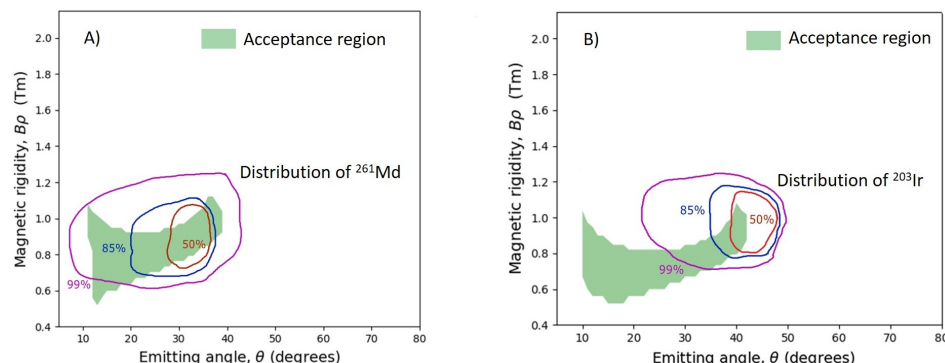 A)
Acceptance region
Magnetic rigidity, Bρ (Tm)
2.0
1.8
1.6
1.4
1.2
1.0
0.8
0.6
0.4
Distribution of ²⁶¹Md
85%
50%
99%
10 20 30 40 50 60 70 80
Emitting angle, θ (degrees)
B)
Acceptance region
Magnetic rigidity, Bρ (Tm)
2.0
1.8
1.6
1.4
1.2
1.0
0.8
0.6
0.4
Distribution of ²⁰³Ir
85%
50%
99%
10 20 30 40 50 60 70 80
Emitting angle, θ (degrees)